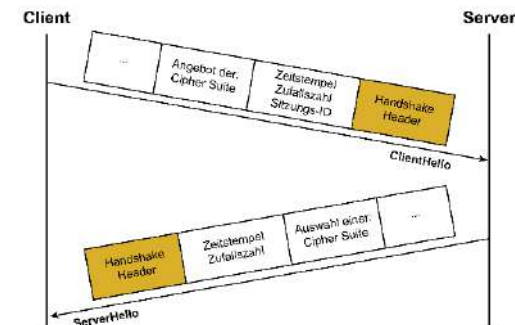 Client
Server
...
Angebot der.
Cipher Suite
Zeitstempel
Zufallszahl
Sitzungs-ID
Handshake
Header
ClientHello
Handshake
Header
Zeitstempel
Zufallszahl
Auswahl einer.
Cipher Suite
...
ServerHello